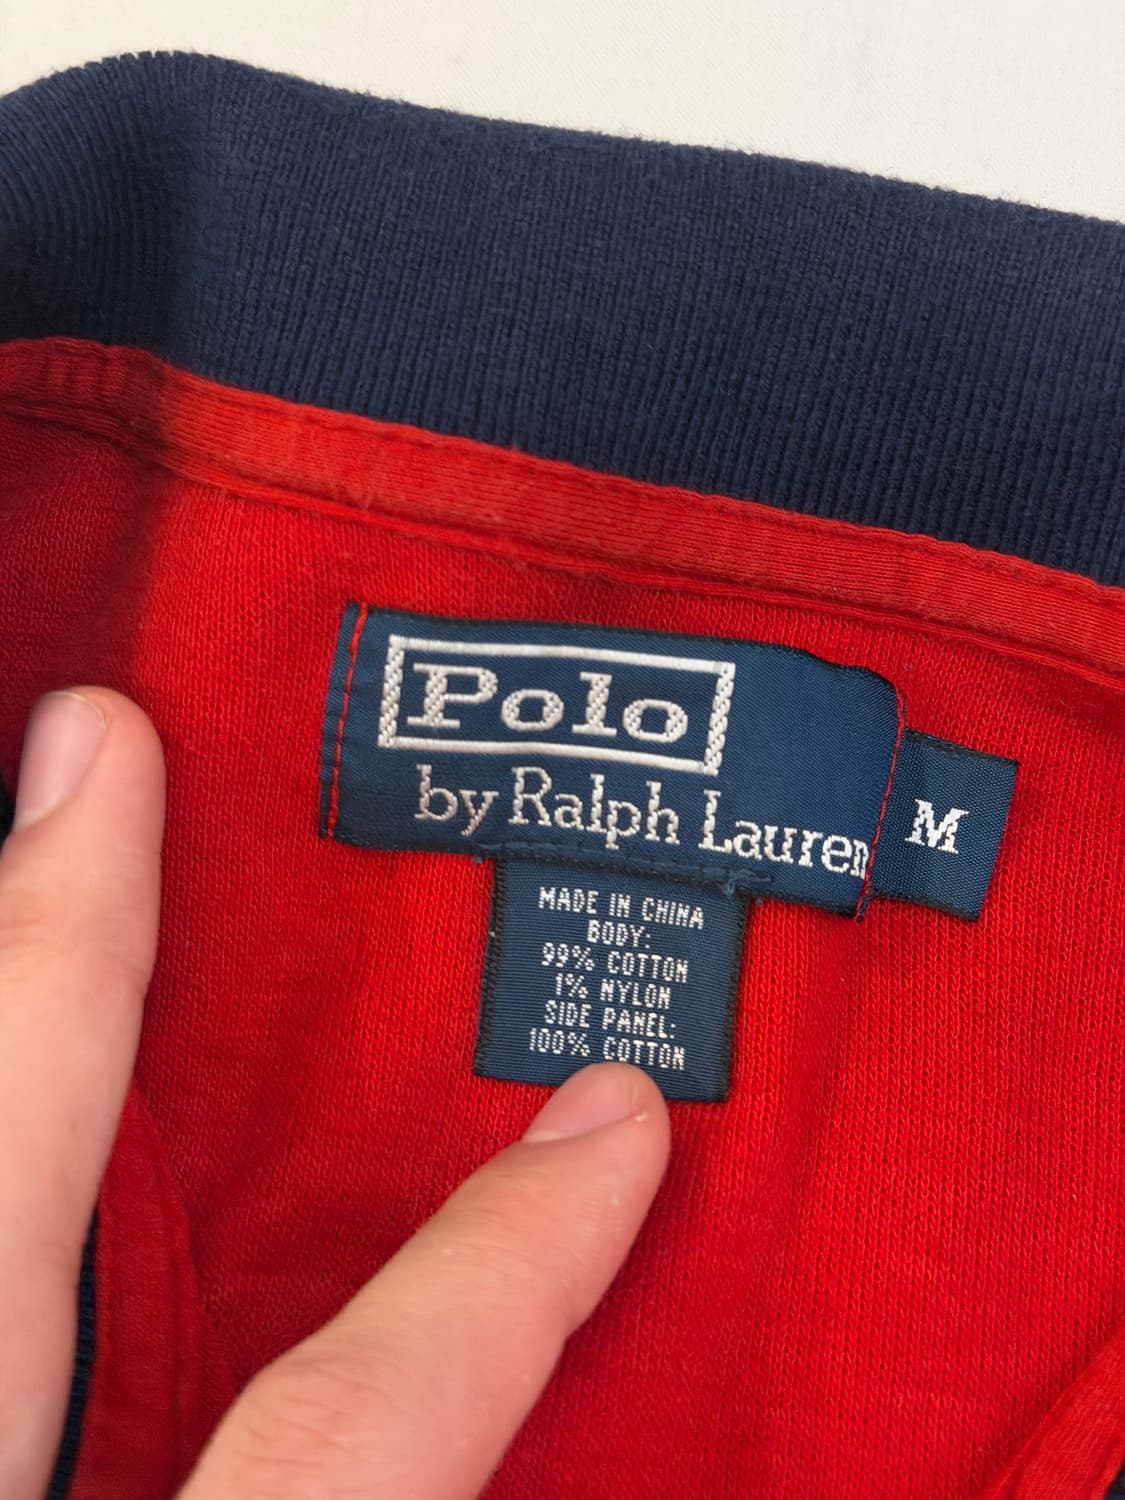 Polo
by Ralph Lauren
M
MADE IN CHINA
BODY:
99% COTTON
1% NYLON
SIDE PANEL:
100% COTTON